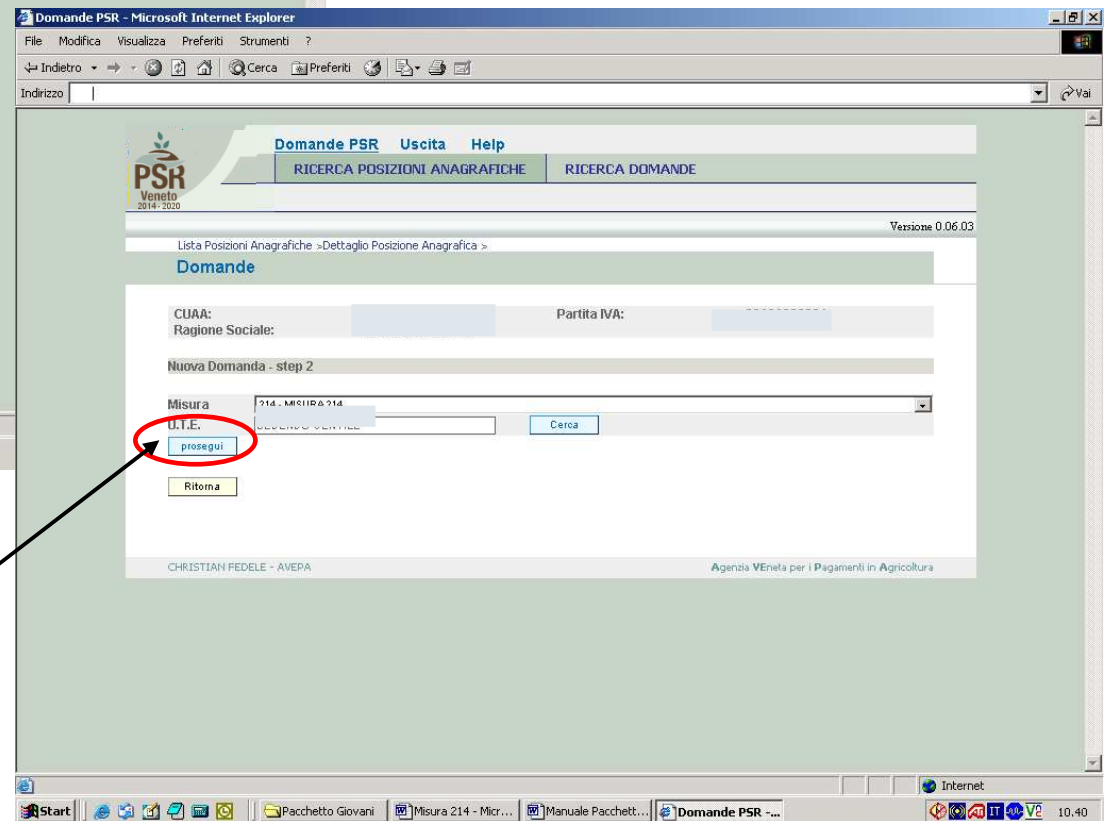 Domande PSR - Microsoft Internet Explorer
File Modifica Visualizza Preferiti Strumenti ?
Indietro Cerca Preferiti
Indirizzo Vai
PSR
Veneto
2014-2020
Domande PSR Uscita Help
RICERCA POSIZIONI ANAGRAFICHE RICERCA DOMANDE
Versione 0.06.03
Lista Posizioni Anagrafiche >Dettaglio Posizione Anagrafica >
Domande
CUAA: Partita IVA:
Ragione Sociale:
Nuova Domanda - step 2
Misura 214 - MISURA 214
U.T.E. Cerca
prosegui
Ritorna
CHRISTIAN FEDELE - AVEPA Agenzia VEneta per i Pagamenti in Agricoltura
Internet
Start Pacchetto Giovani Misura 214 - Micr... Manuale Pacchett... Domande PSR -... IT 10.40